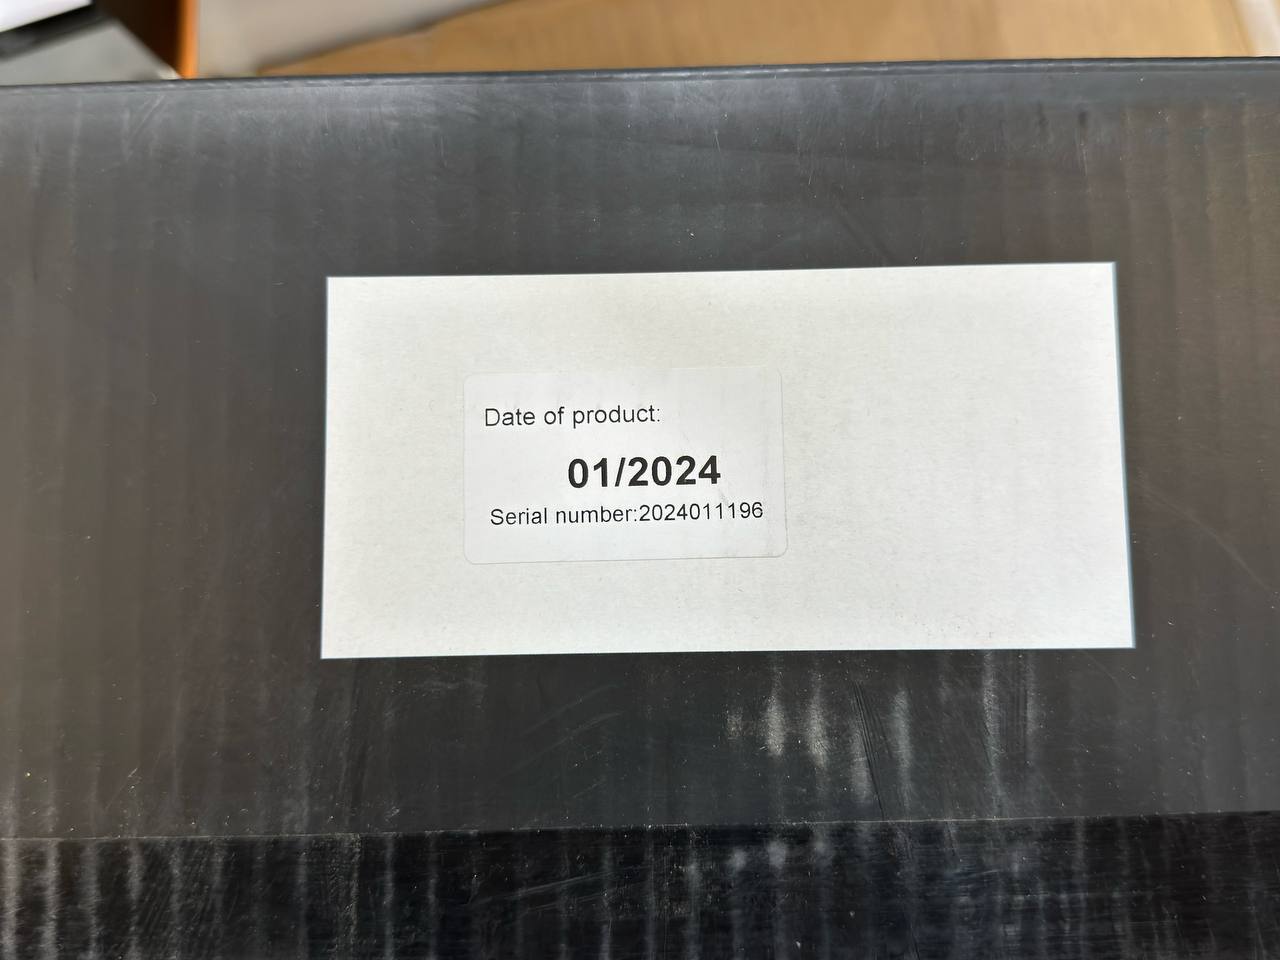 Date of product:
01/2024
Serial number:2024011196